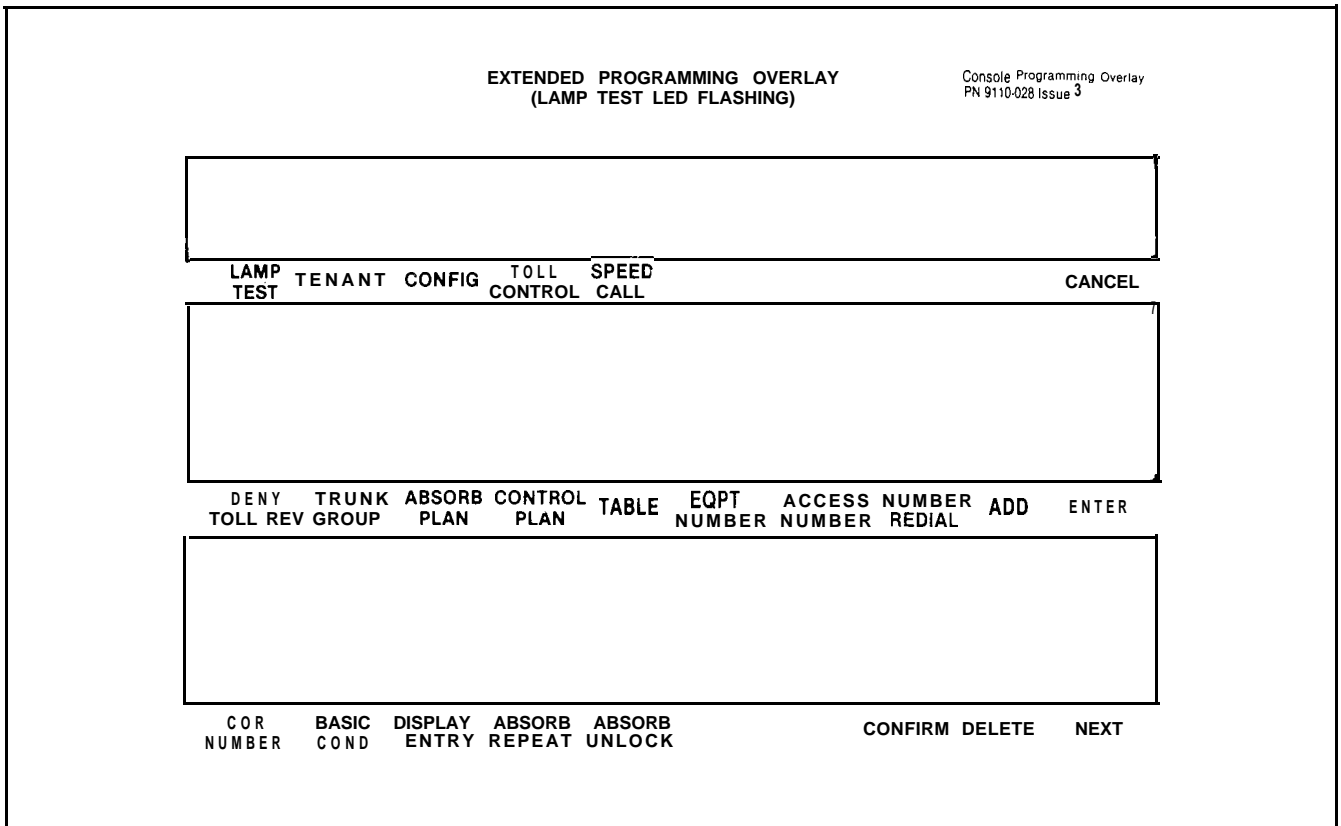 EXTENDED PROGRAMMING OVERLAY
(LAMP TEST LED FLASHING)
Console Programming Overlay
PN 9110-028 Issue 3
LAMP TENANT CONFIG TOLL SPEED CANCEL
TEST CONTROL CALL
DENY TRUNK ABSORB CONTROL TABLE EQPT ACCESS NUMBER ADD ENTER
TOLL REV GROUP PLAN PLAN NUMBER NUMBER REDIAL
COR BASIC DISPLAY ABSORB ABSORB CONFIRM DELETE NEXT
NUMBER COND ENTRY REPEAT UNLOCK